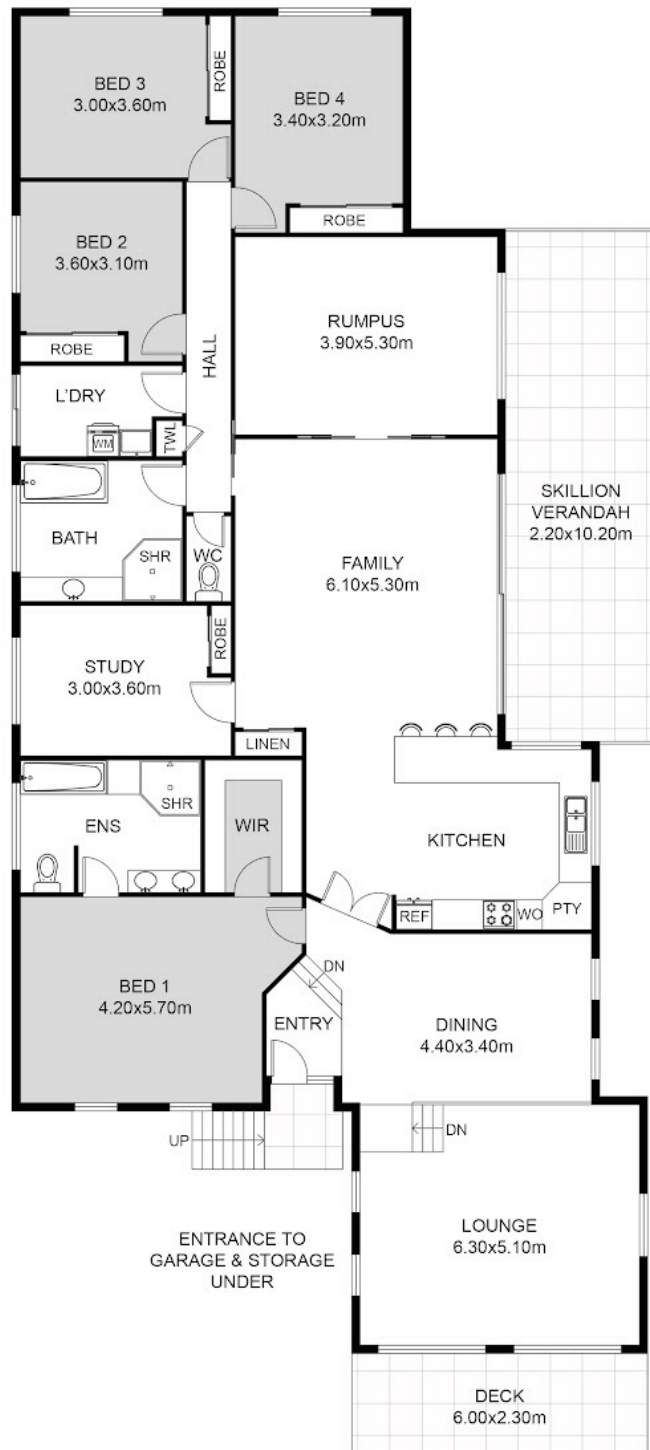 BED 3
3.00x3.60m
ROBE
BED 4
3.40x3.20m
ROBE
BED 2
3.60x3.10m
ROBE
HALL
RUMPUS
3.90x5.30m
L'DRY
WM
TWL
SKILLION
VERANDAH
2.20x10.20m
BATH
SHR
WC
FAMILY
6.10x5.30m
STUDY
3.00x3.60m
ROBE
LINEN
ENS
SHR
WIR
KITCHEN
REF
WO
PTY
BED 1
4.20x5.70m
DN
ENTRY
DINING
4.40x3.40m
UP
DN
LOUNGE
6.30x5.10m
ENTRANCE TO
GARAGE & STORAGE
UNDER
DECK
6.00x2.30m